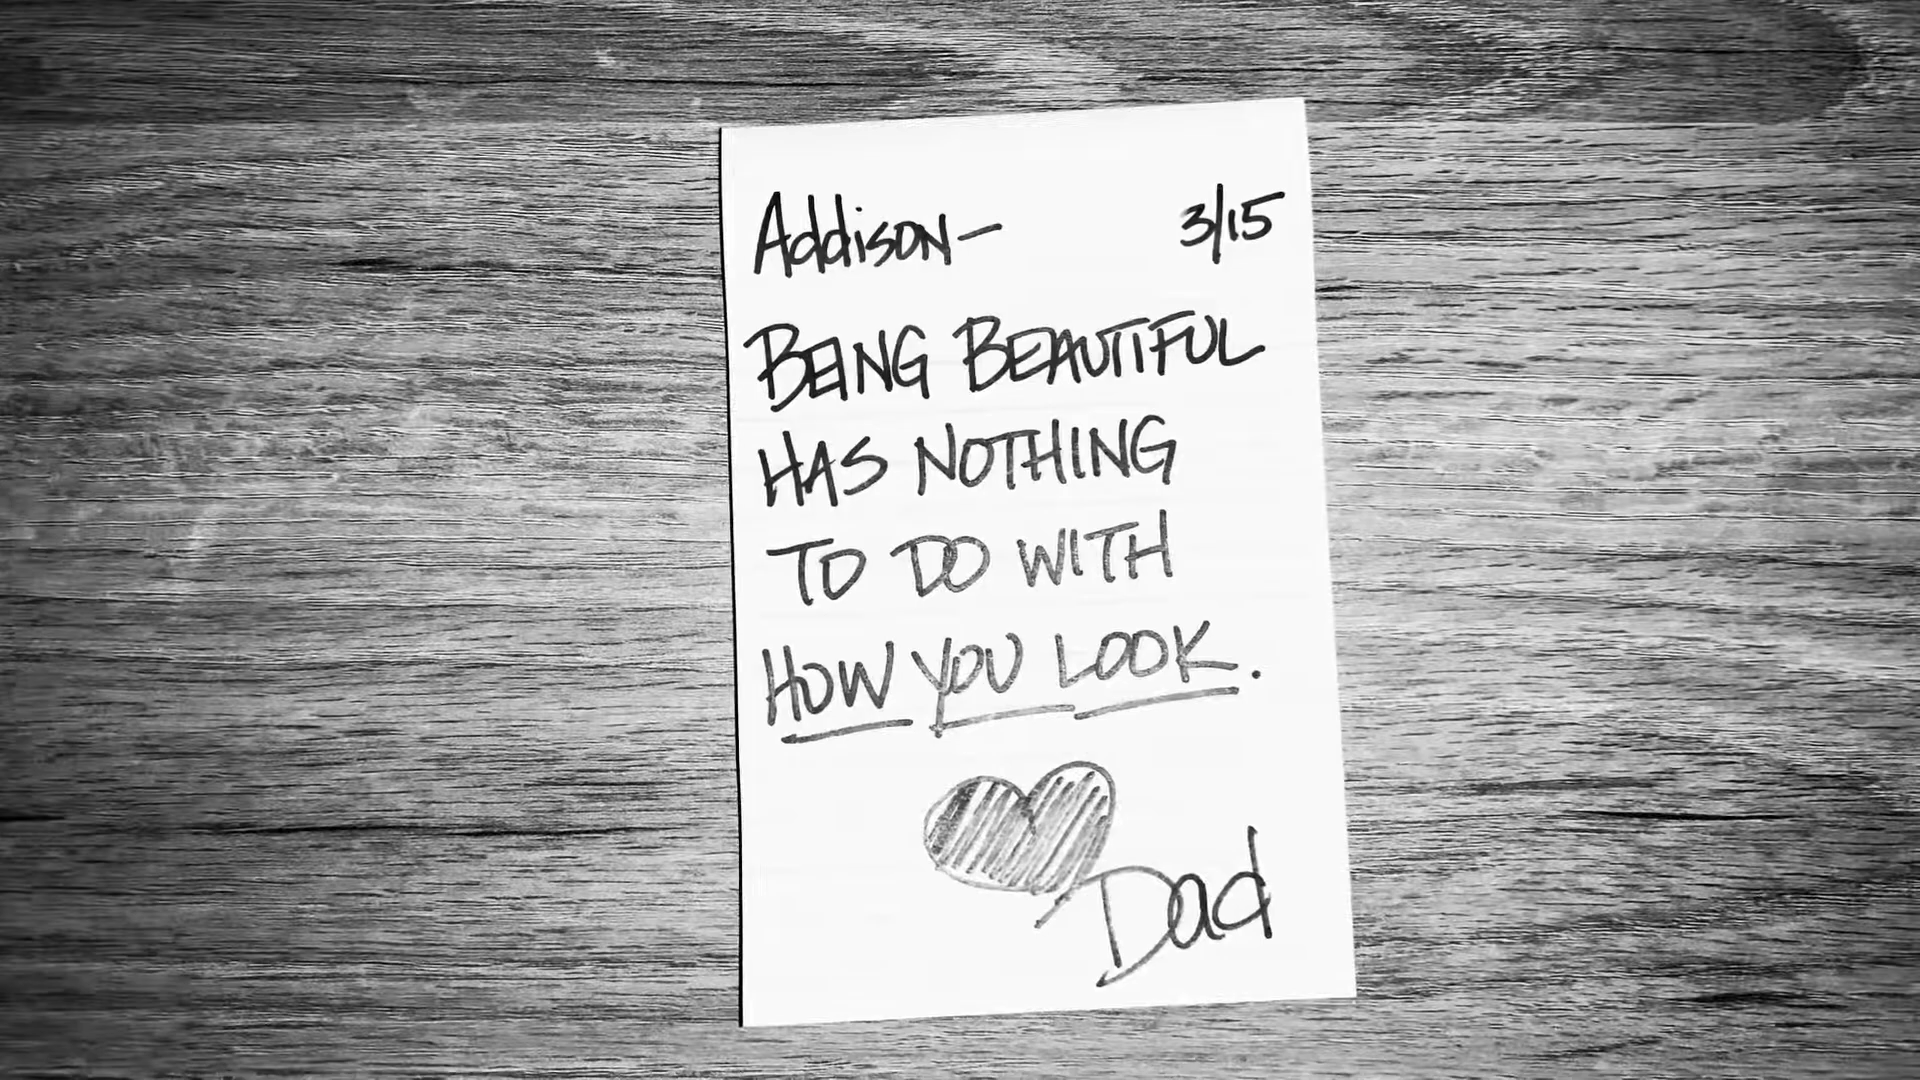 Addison— 3/15
BEING BEAUTIFUL
HAS NOTHING
TO DO WITH
HOW YOU LOOK.
Dad